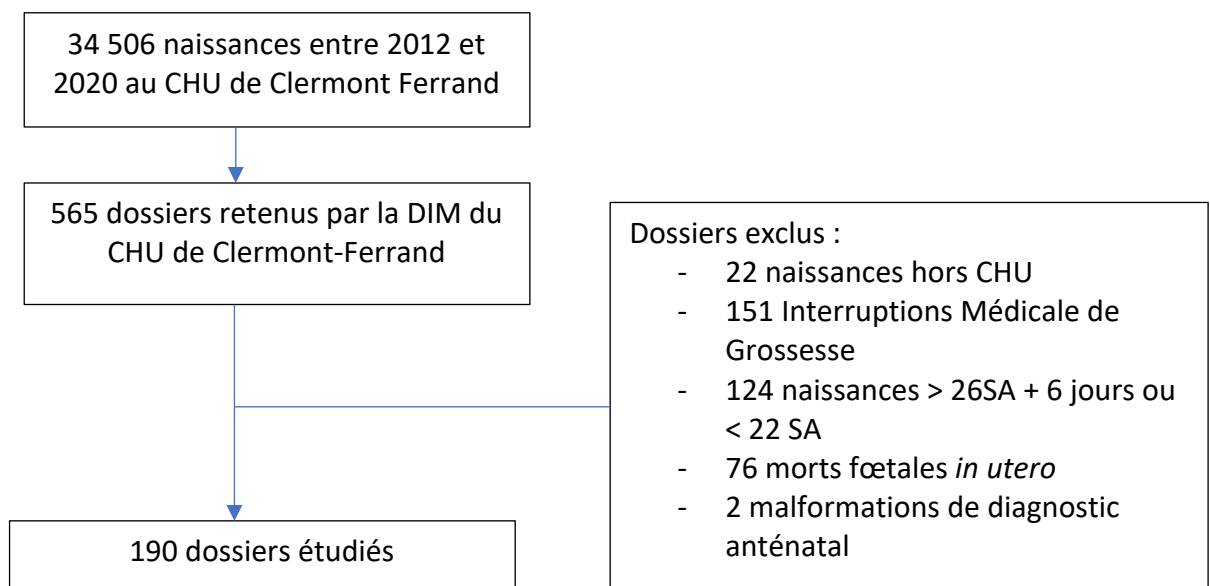 34 506 naissances entre 2012 et
2020 au CHU de Clermont Ferrand
565 dossiers retenus par la DIM du
CHU de Clermont-Ferrand
Dossiers exclus :
- 22 naissances hors CHU
- 151 Interruptions Médicale de
Grossesse
- 124 naissances > 26SA + 6 jours ou
< 22 SA
- 76 morts fœtales in utero
- 2 malformations de diagnostic
anténatal
190 dossiers étudiés